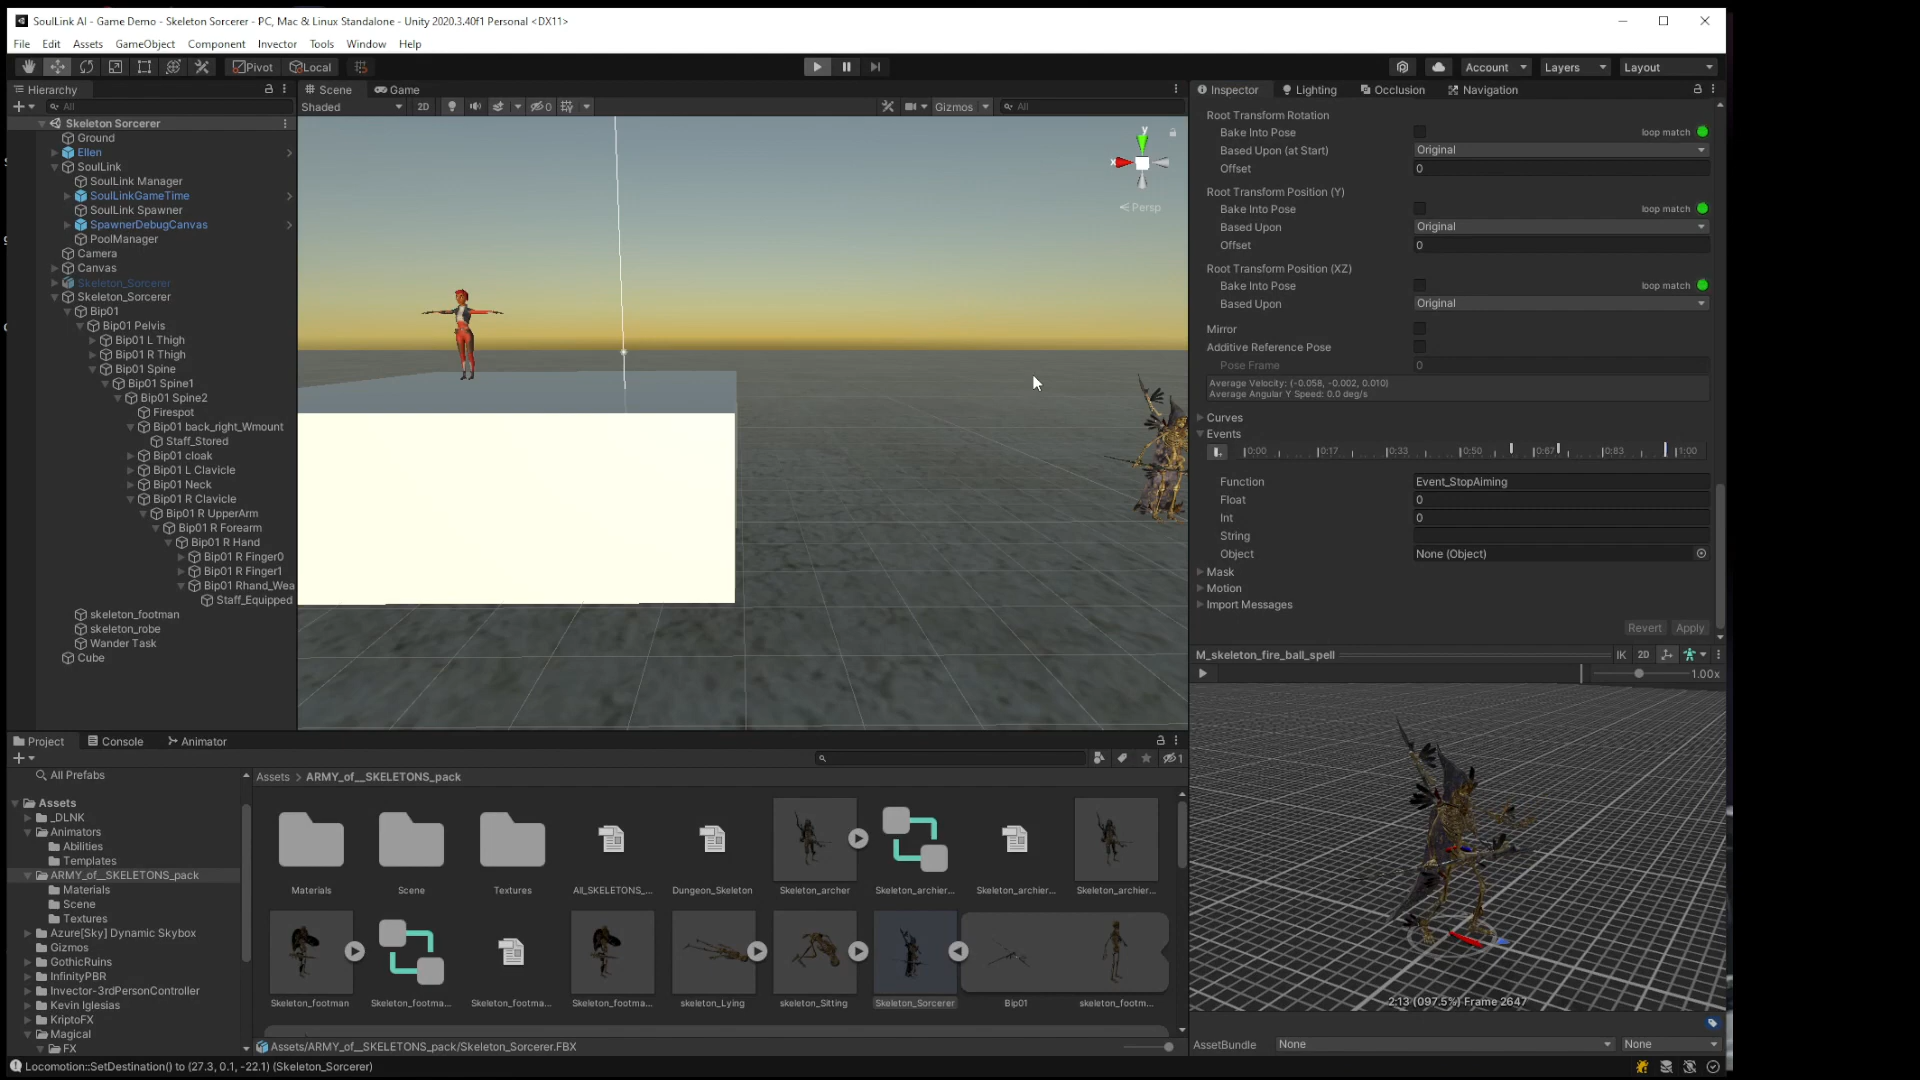 SoulLink AI - Game Demo - Skeleton Sorcerer - PC, Mac & Linux Standalone - Unity 2020.3.40f1 Personal <DX11>
File Edit Assets GameObject Component Invector Tools Window Help
Pivot Local Account Layers Layout
Hierarchy
All
Skeleton Sorcerer
Ground
Ellen
SoulLink
SoulLink Manager
SoulLinkGameTime
SoulLink Spawner
SpawnerDebugCanvas
PoolManager
Camera
Canvas
Skeleton_Sorcerer
Skeleton_Sorcerer
Bip01
Bip01 Pelvis
Bip01 L Thigh
Bip01 R Thigh
Bip01 Spine
Bip01 Spine1
Bip01 Spine2
Firespot
Bip01 back_right_Wmount
Staff_Stored
Bip01 cloak
Bip01 L Clavicle
Bip01 Neck
Bip01 R Clavicle
Bip01 R UpperArm
Bip01 R Forearm
Bip01 R Hand
Bip01 R Finger0
Bip01 R Finger1
Bip01 Rhand_Wea
Staff_Equipped
skeleton_footman
skeleton_robe
Wander Task
Cube
Scene Game
Shaded 2D 0 Gizmos All
y
x
Persp
Inspector Lighting Occlusion Navigation
Root Transform Rotation
Bake Into Pose loop match
Based Upon (at Start) Original
Offset 0
Root Transform Position (Y)
Bake Into Pose loop match
Based Upon Original
Offset 0
Root Transform Position (XZ)
Bake Into Pose loop match
Based Upon Original
Mirror
Additive Reference Pose
Pose Frame 0
Average Velocity: (-0.058, -0.002, 0.010)
Average Angular Y Speed: 0.0 deg/s
Curves
Events
0:00 0:17 0:33 0:50 0:67 0:83 1:00
Function Event_StopAiming
Float 0
Int 0
String
Object None (Object)
Mask
Motion
Import Messages
Revert Apply
M_skeleton_fire_ball_spell IK 2D
1.00x
2:13 (097.5%) Frame 2647
AssetBundle None None
Project Console Animator
1
All Prefabs
Assets
_DLNK
Animators
Abilities
Templates
ARMY_of__SKELETONS_pack
Materials
Scene
Textures
Azure[Sky] Dynamic Skybox
Gizmos
GothicRuins
InfinityPBR
Invector-3rdPersonController
Kevin Iglesias
KriptoFX
Magical
FX
Assets > ARMY_of__SKELETONS_pack
Materials Scene Textures All_SKELETONS_... Dungeon_Skeleton Skeleton_archer Skeleton_archier... Skeleton_archier... Skeleton_archier...
Skeleton_footman Skeleton_footma... Skeleton_footma... Skeleton_footma... skeleton_Lying skeleton_Sitting Skeleton_Sorcerer Bip01 skeleton_footm...
Assets/ARMY_of__SKELETONS_pack/Skeleton_Sorcerer.FBX
Locomotion::SetDestination() to (27.3, 0.1, -22.1) (Skeleton_Sorcerer)